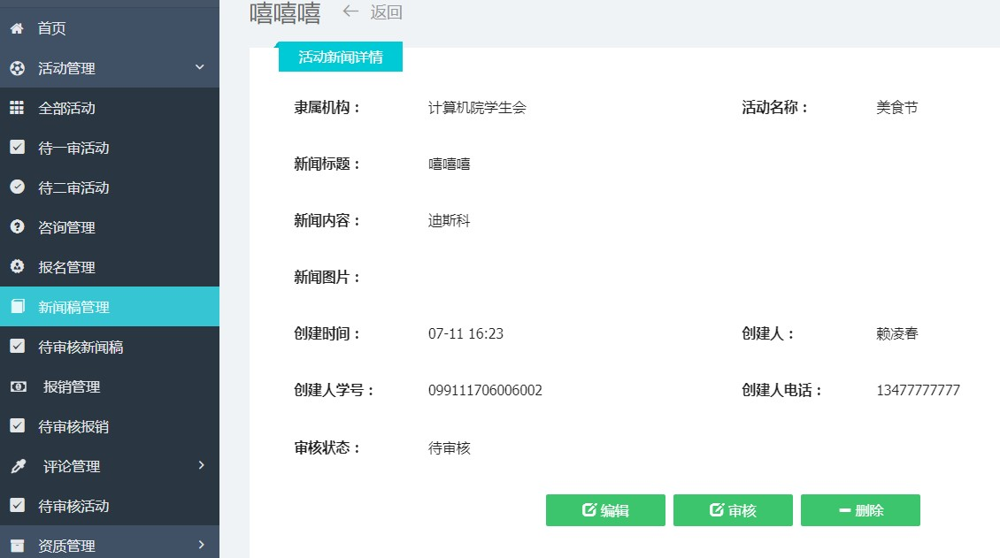 首页
活动管理
全部活动
待一审活动
待二审活动
咨询管理
报名管理
新闻稿管理
待审核新闻稿
报销管理
待审核报销
评论管理
待审核活动
资质管理
嘻嘻嘻 返回
活动新闻详情
隶属机构： 计算机院学生会 活动名称： 美食节
新闻标题： 嘻嘻嘻
新闻内容： 迪斯科
新闻图片：
创建时间： 07-11 16:23 创建人： 赖凌春
创建人学号： 099111706006002 创建人电话： 13477777777
审核状态： 待审核
编辑 审核 删除